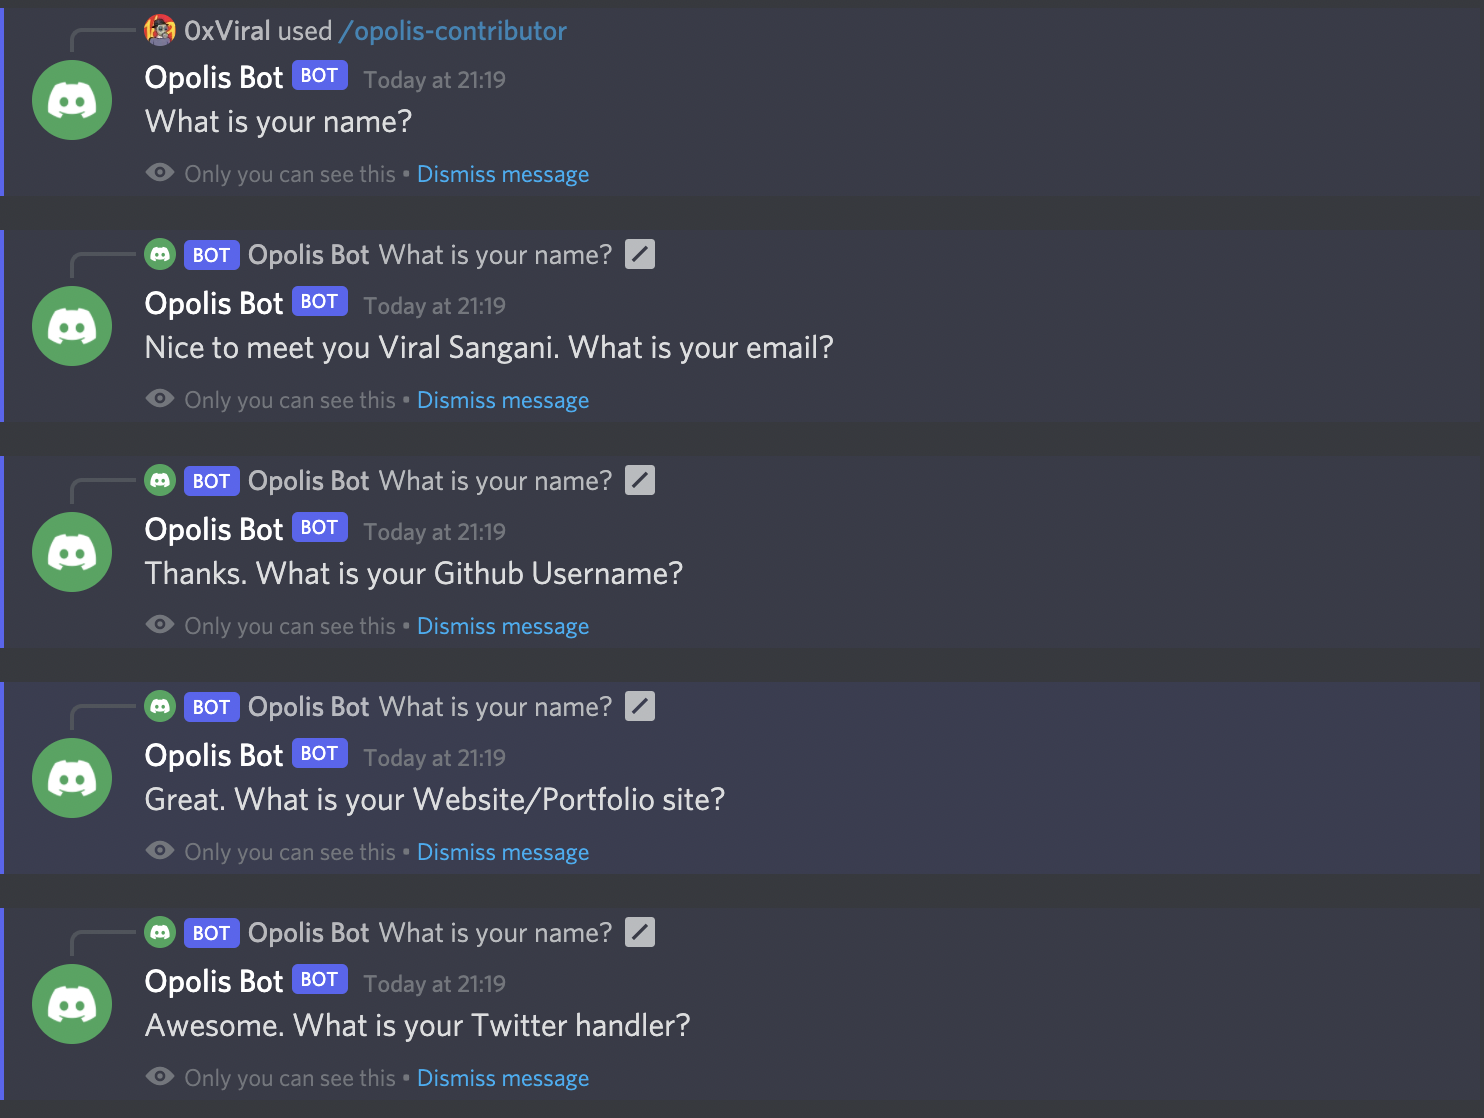 0xViral used /opolis-contributor
Opolis Bot BOT Today at 21:19
What is your name?
Only you can see this • Dismiss message
BOT Opolis Bot What is your name?
Opolis Bot BOT Today at 21:19
Nice to meet you Viral Sangani. What is your email?
Only you can see this • Dismiss message
BOT Opolis Bot What is your name?
Opolis Bot BOT Today at 21:19
Thanks. What is your Github Username?
Only you can see this • Dismiss message
BOT Opolis Bot What is your name?
Opolis Bot BOT Today at 21:19
Great. What is your Website/Portfolio site?
Only you can see this • Dismiss message
BOT Opolis Bot What is your name?
Opolis Bot BOT Today at 21:19
Awesome. What is your Twitter handler?
Only you can see this • Dismiss message